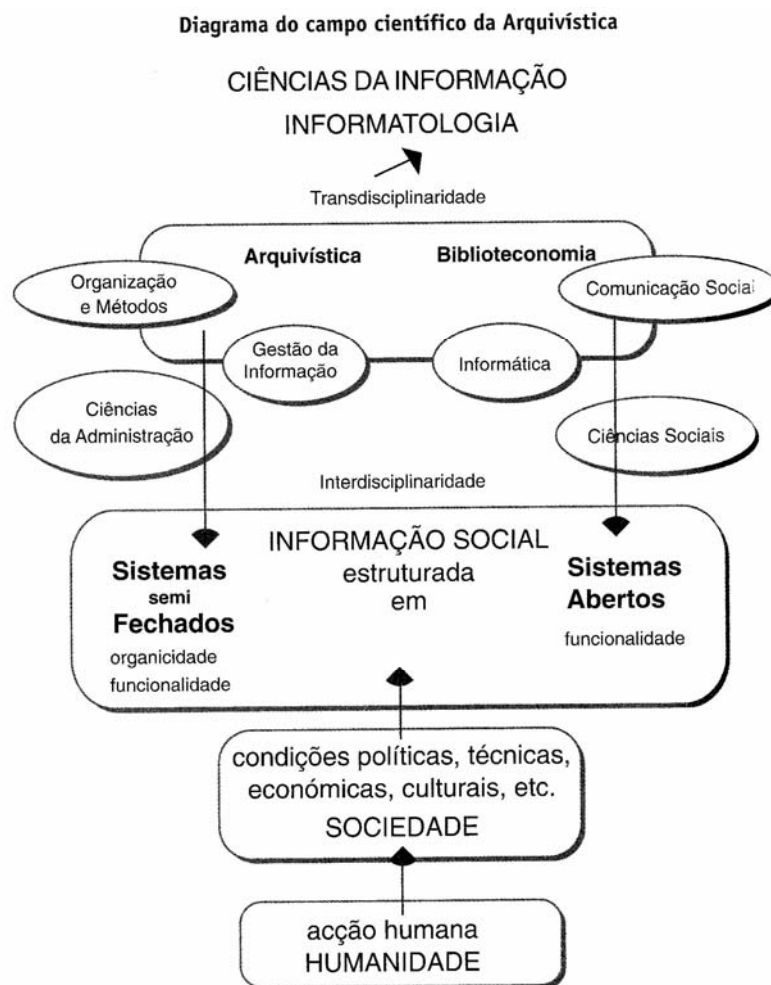 Diagrama do campo científico da Arquivística
CIÊNCIAS DA INFORMAÇÃO
INFORMATOLOGIA
Transdisciplinaridade
Arquivística
Biblioteconomia
Organização
e Métodos
Comunicação Social
Gestão da
Informação
Informática
Ciências
da Administração
Ciências Sociais
Interdisciplinaridade
INFORMAÇÃO SOCIAL
estruturada
em
Sistemas
semi
Fechados
organicidade
funcionalidade
Sistemas
Abertos
funcionalidade
condições políticas, técnicas,
económicas, culturais, etc.
SOCIEDADE
acção humana
HUMANIDADE